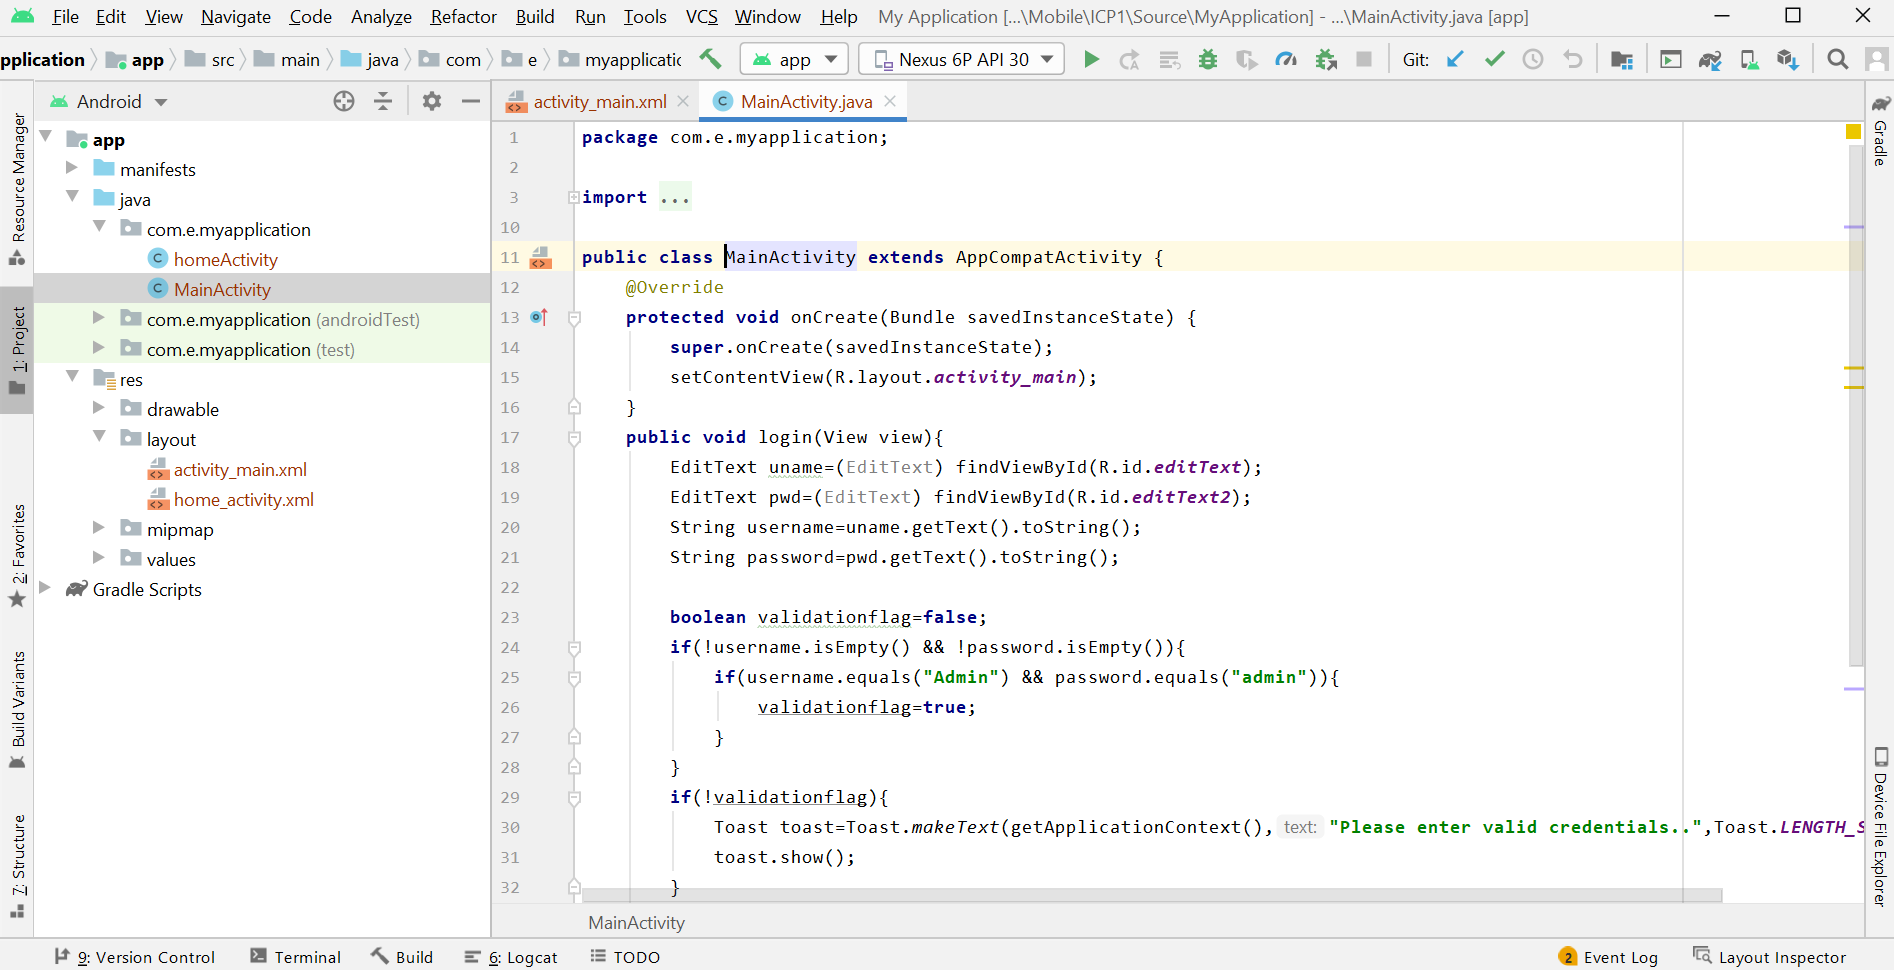 File Edit View Navigate Code Analyze Refactor Build Run Tools VCS Window Help My Application [...\Mobile\ICP1\Source\MyApplication] - ...\MainActivity.java [app]
pplication app src main java com e myapplicatic app Nexus 6P API 30 Git:
Android
activity_main.xml MainActivity.java
app
manifests
java
com.e.myapplication
homeActivity
MainActivity
com.e.myapplication (androidTest)
com.e.myapplication (test)
res
drawable
layout
activity_main.xml
home_activity.xml
mipmap
values
Gradle Scripts
Resource Manager
1: Project
2: Favorites
Build Variants
7: Structure
1 package com.e.myapplication;
2
3 import ...
10
11 public class MainActivity extends AppCompatActivity {
12 @Override
13 protected void onCreate(Bundle savedInstanceState) {
14 super.onCreate(savedInstanceState);
15 setContentView(R.layout.activity_main);
16 }
17 public void login(View view){
18 EditText uname=(EditText) findViewById(R.id.editText);
19 EditText pwd=(EditText) findViewById(R.id.editText2);
20 String username=uname.getText().toString();
21 String password=pwd.getText().toString();
22
23 boolean validationflag=false;
24 if(!username.isEmpty() && !password.isEmpty()){
25 if(username.equals("Admin") && password.equals("admin")){
26 validationflag=true;
27 }
28 }
29 if(!validationflag){
30 Toast toast=Toast.makeText(getApplicationContext(), text: "Please enter valid credentials..",Toast.LENGTH_S
31 toast.show();
32 }
MainActivity
Gradle
Device File Explorer
9: Version Control Terminal Build 6: Logcat TODO 2 Event Log Layout Inspector